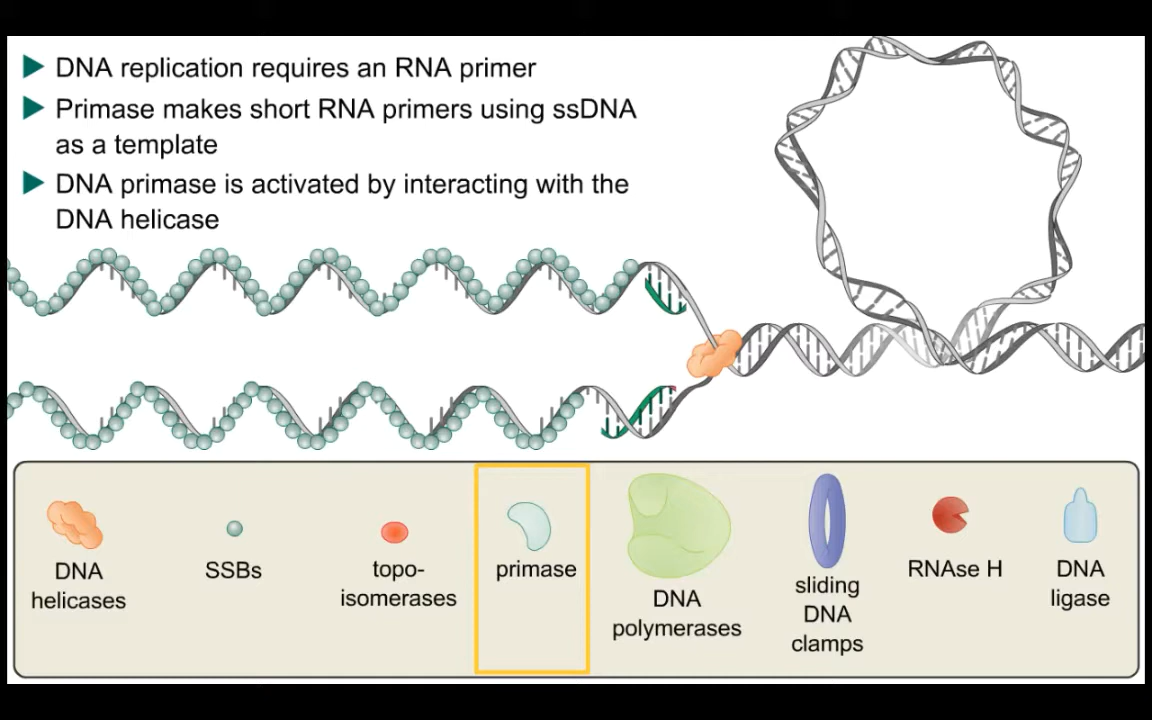 DNA replication requires an RNA primer
Primase makes short RNA primers using ssDNA
as a template
DNA primase is activated by interacting with the
DNA helicase
DNA
helicases
SSBs
topo-
isomerases
primase
DNA
polymerases
sliding
DNA
clamps
RNAse H
DNA
ligase